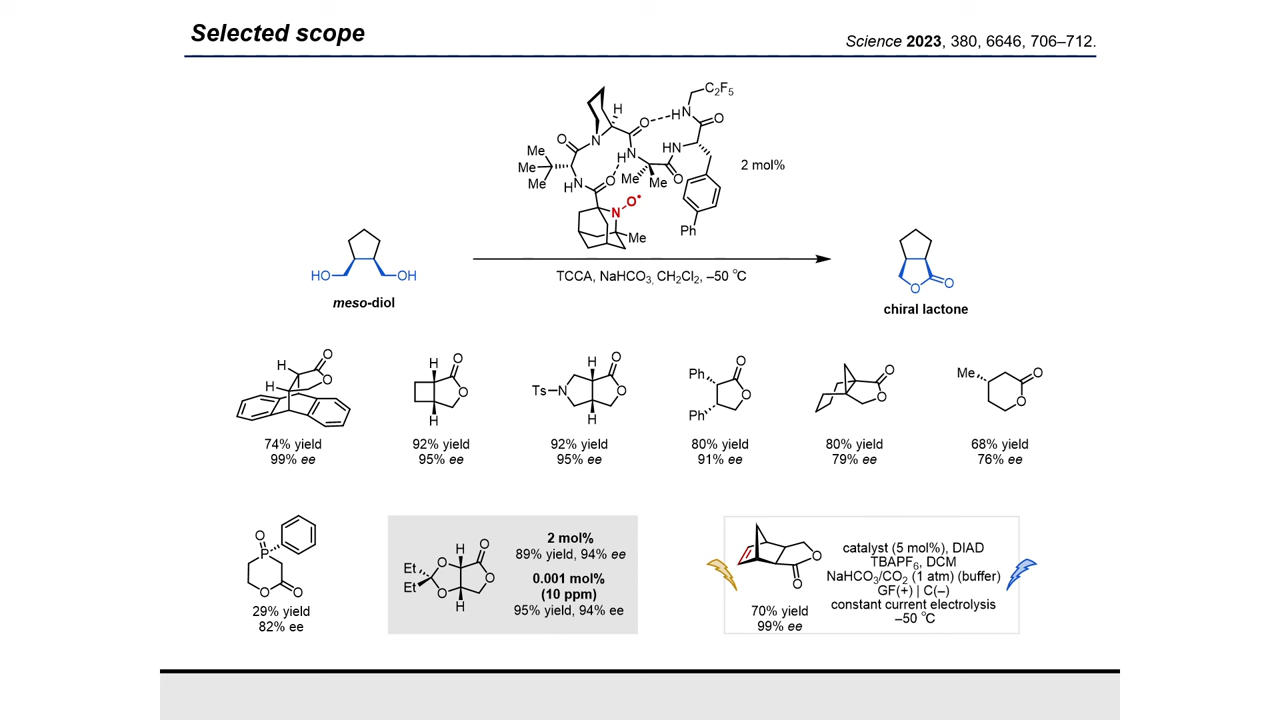 Selected scope
Science 2023, 380, 6646, 706–712.
C₂F₅
H
HN
O
O
N
O
HN
Me
Me
Me
N
H
HN
O
Me
Me
O
2 mol%
O•
N
Me
Ph
HO
OH
meso-diol
TCCA, NaHCO₃, CH₂Cl₂, –50 °C
O
O
chiral lactone
H
O
H
O
74% yield
99% ee
H
O
O
H
92% yield
95% ee
Ts
N
H
O
O
H
92% yield
95% ee
Ph
O
O
Ph
80% yield
91% ee
O
O
80% yield
79% ee
Me
O
O
68% yield
76% ee
O
P
O
O
29% yield
82% ee
Et
Et
O
O
H
H
O
O
2 mol%
89% yield, 94% ee
0.001 mol%
(10 ppm)
95% yield, 94% ee
O
O
70% yield
99% ee
catalyst (5 mol%), DIAD
TBAPF₆, DCM
NaHCO₃/CO₂ (1 atm) (buffer)
GF(+) | C(–)
constant current electrolysis
–50 °C